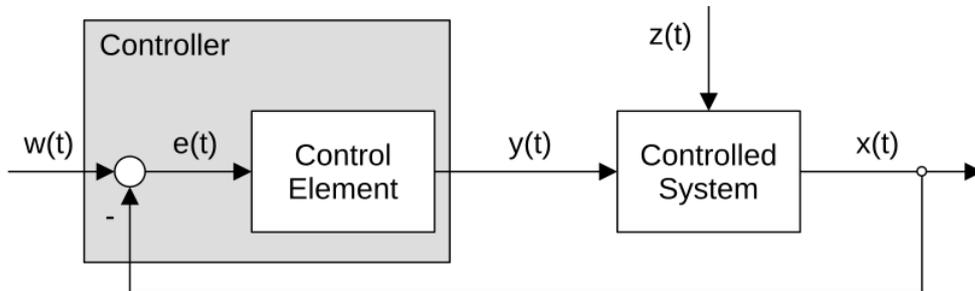 Controller
z(t)
w(t)
e(t)
Control
Element
y(t)
Controlled
System
x(t)
-